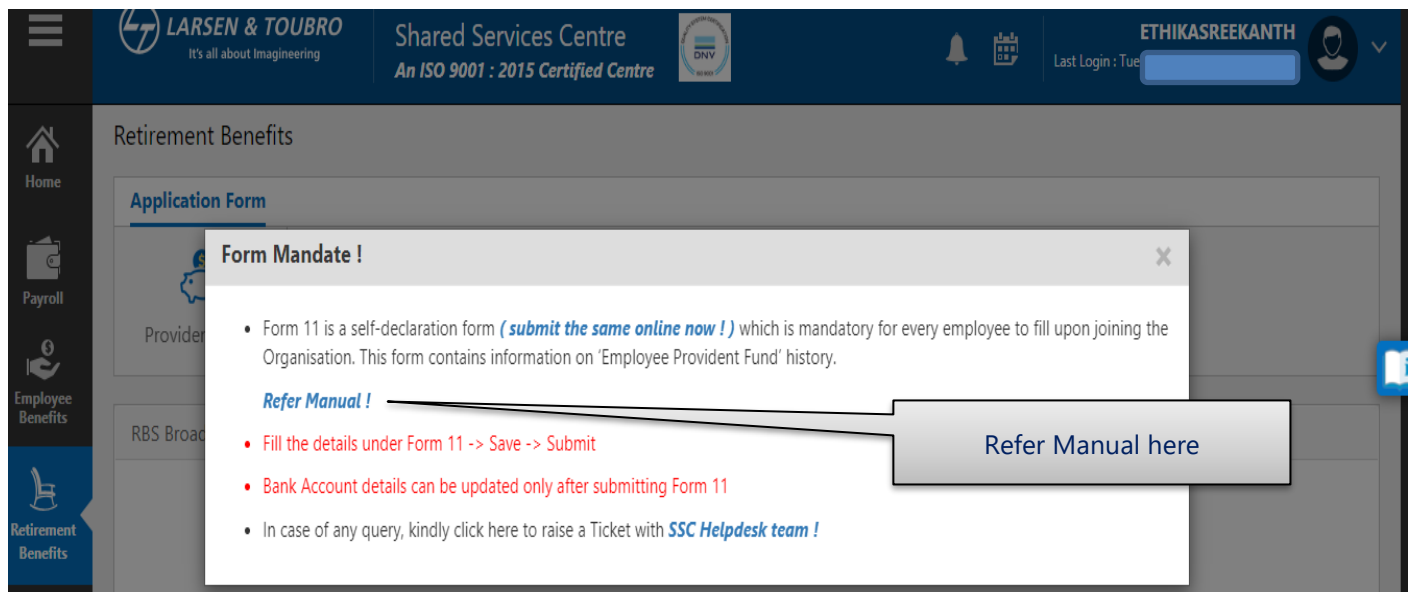 LARSEN & TOUBRO
It's all about Imagineering
Shared Services Centre
An ISO 9001 : 2015 Certified Centre
DNV
ETHIKASREEKANTH
Last Login : Tue
Home
Payroll
Employee
Benefits
Retirement
Benefits
Retirement Benefits
Application Form
Provider
RBS Broad
Form Mandate !
×
• Form 11 is a self-declaration form ( submit the same online now ! ) which is mandatory for every employee to fill upon joining the
Organisation. This form contains information on 'Employee Provident Fund' history.
Refer Manual !
Refer Manual here
• Fill the details under Form 11 -> Save -> Submit
• Bank Account details can be updated only after submitting Form 11
• In case of any query, kindly click here to raise a Ticket with SSC Helpdesk team !